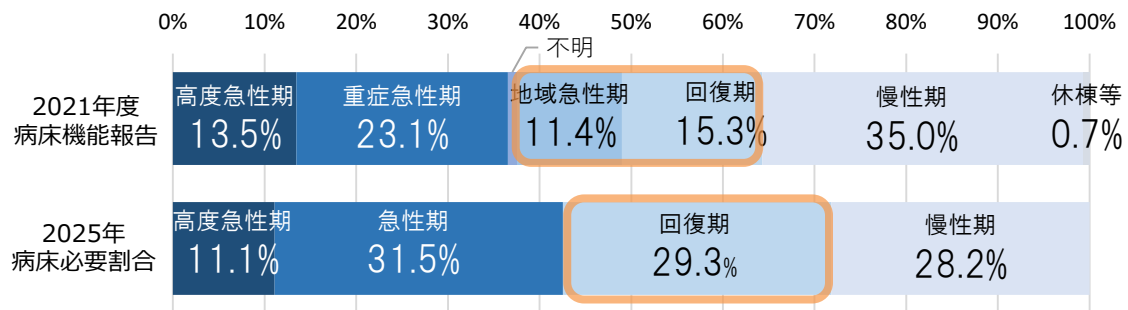 0% 10% 20% 30% 40% 50% 60% 70% 80% 90% 100%
不明
2021年度
病床機能報告
高度急性期
13.5%
重症急性期
23.1%
地域急性期
11.4%
回復期
15.3%
慢性期
35.0%
休棟等
0.7%
2025年
病床必要割合
高度急性期
11.1%
急性期
31.5%
回復期
29.3%
慢性期
28.2%